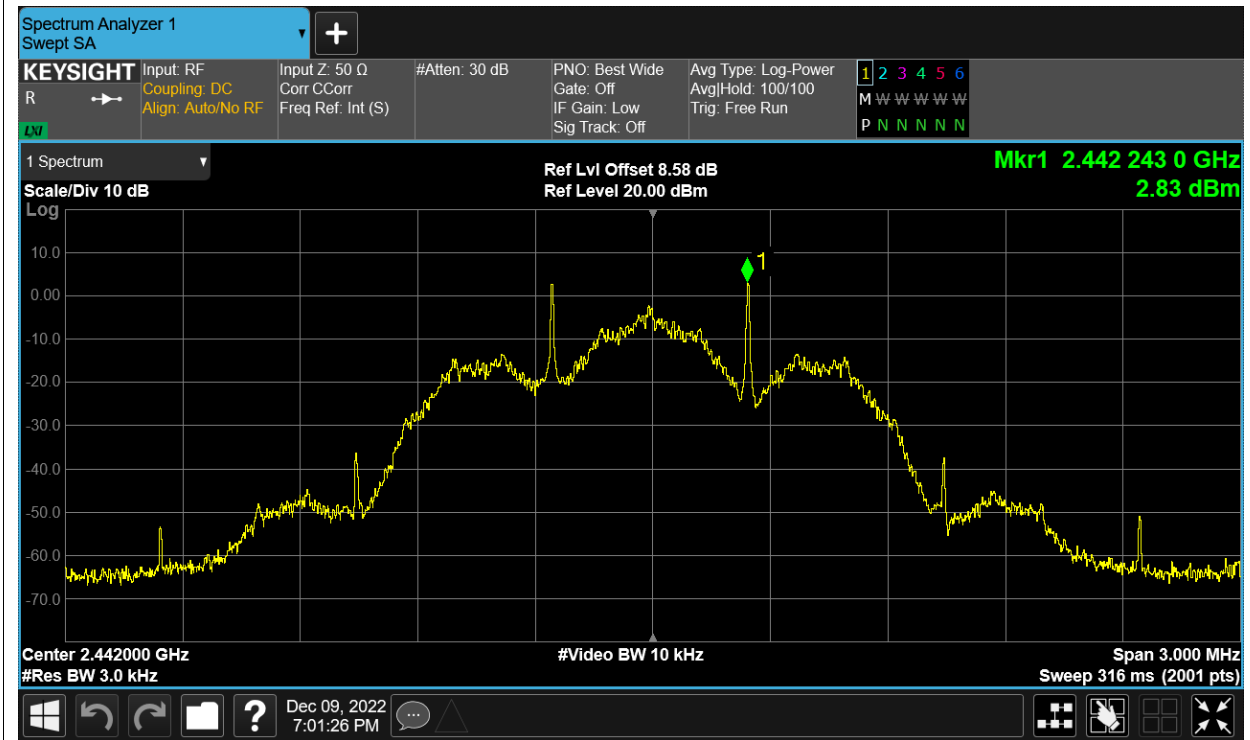 Spectrum Analyzer 1
Swept SA
KEYSIGHT
R
LXI
Input: RF
Coupling: DC
Align: Auto/No RF
Input Z: 50 Ω
Corr CCorr
Freq Ref: Int (S)
#Atten: 30 dB
PNO: Best Wide
Gate: Off
IF Gain: Low
Sig Track: Off
Avg Type: Log-Power
Avg|Hold: 100/100
Trig: Free Run
1 2 3 4 5 6
M W W W W W
P N N N N N
1 Spectrum
Scale/Div 10 dB
Log
Ref Lvl Offset 8.58 dB
Ref Level 20.00 dBm
Mkr1 2.442 243 0 GHz
2.83 dBm
1
10.0
0.00
-10.0
-20.0
-30.0
-40.0
-50.0
-60.0
-70.0
Center 2.442000 GHz
#Res BW 3.0 kHz
#Video BW 10 kHz
Span 3.000 MHz
Sweep 316 ms (2001 pts)
?
Dec 09, 2022
7:01:26 PM